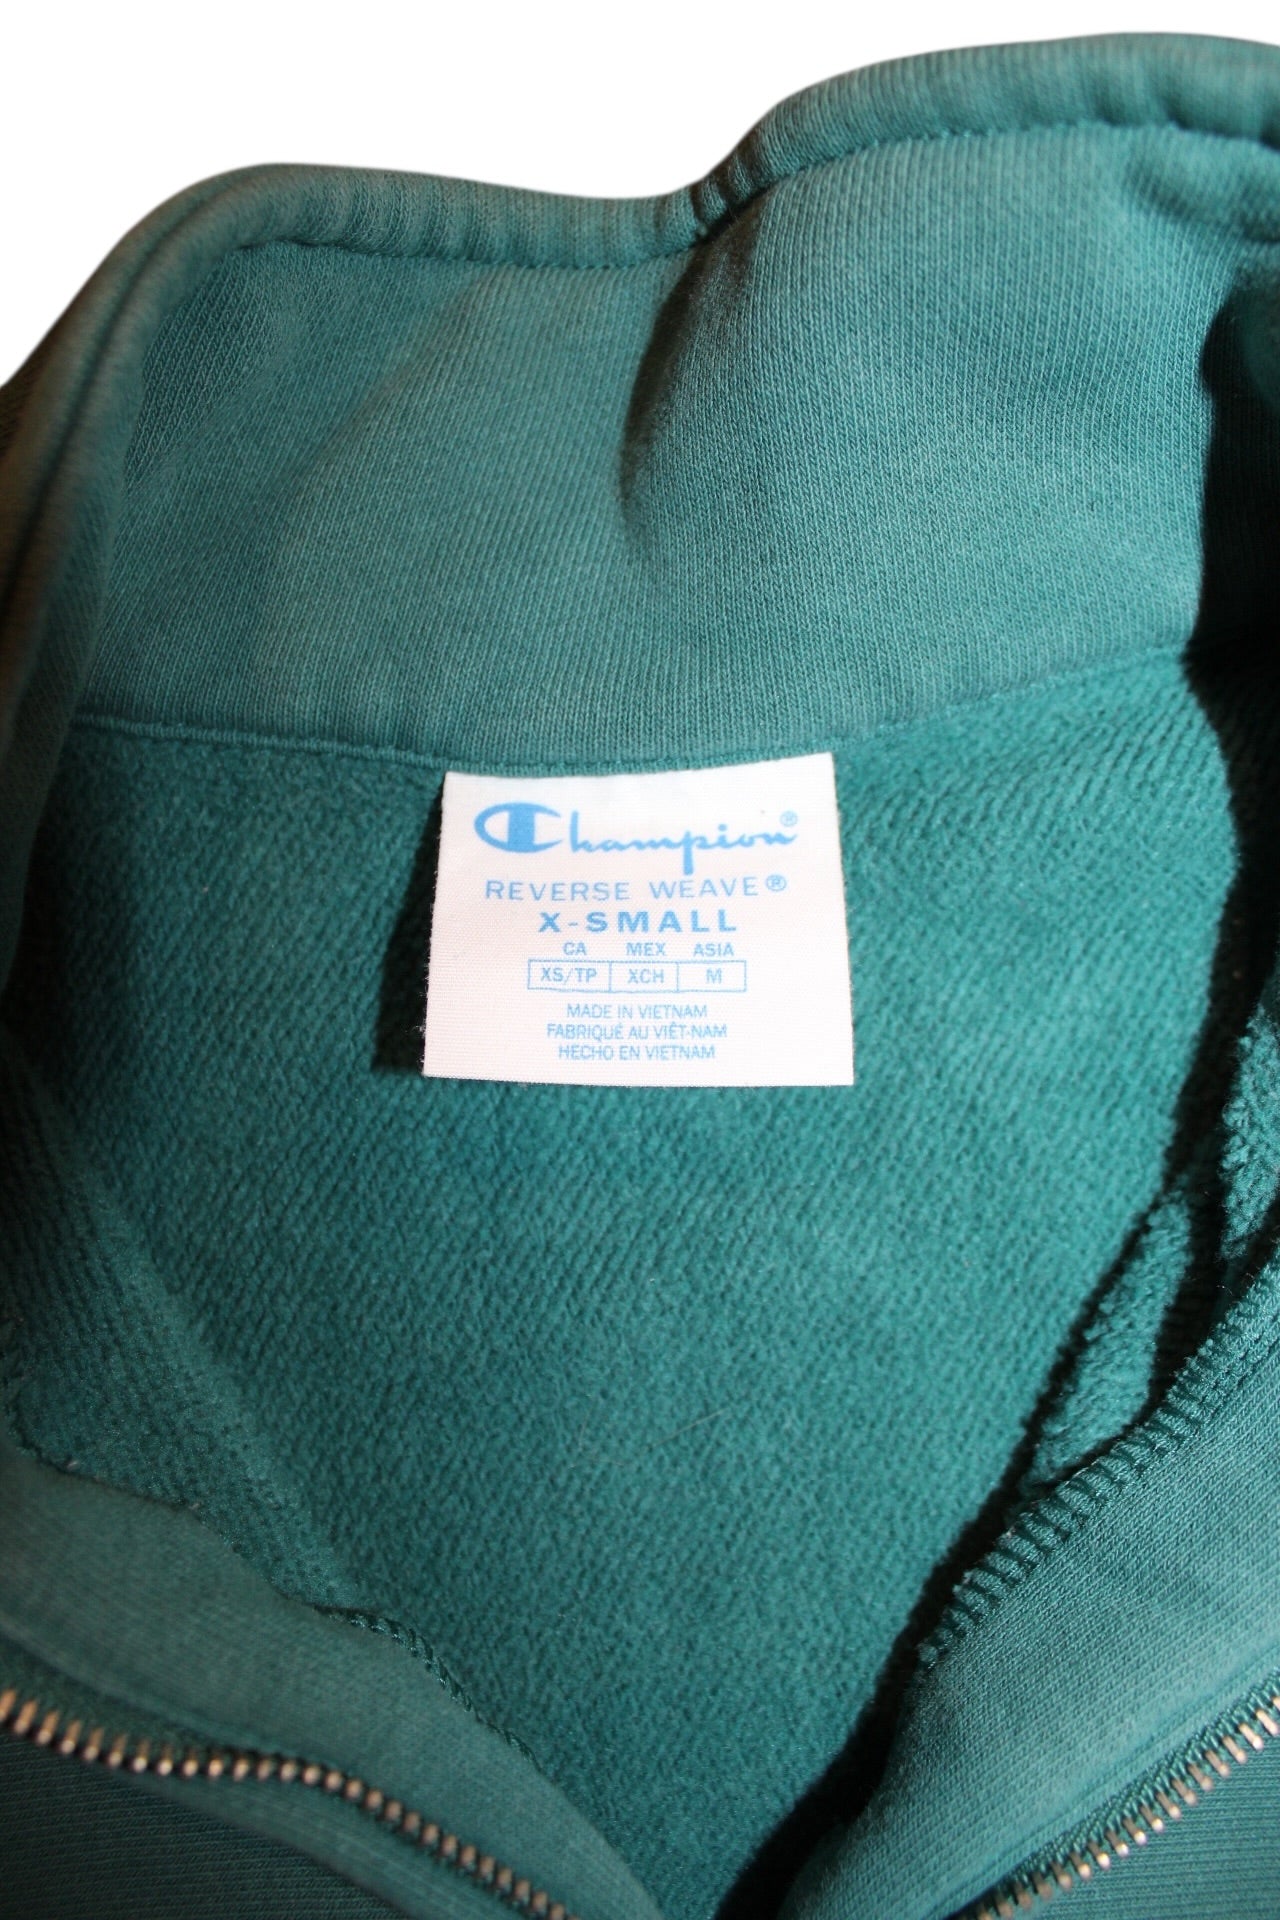 Champion®
REVERSE WEAVE®
X-SMALL
CA MEX ASIA
XS/TP XCH M
MADE IN VIETNAM
FABRIQUÉ AU VIÊT-NAM
HECHO EN VIETNAM